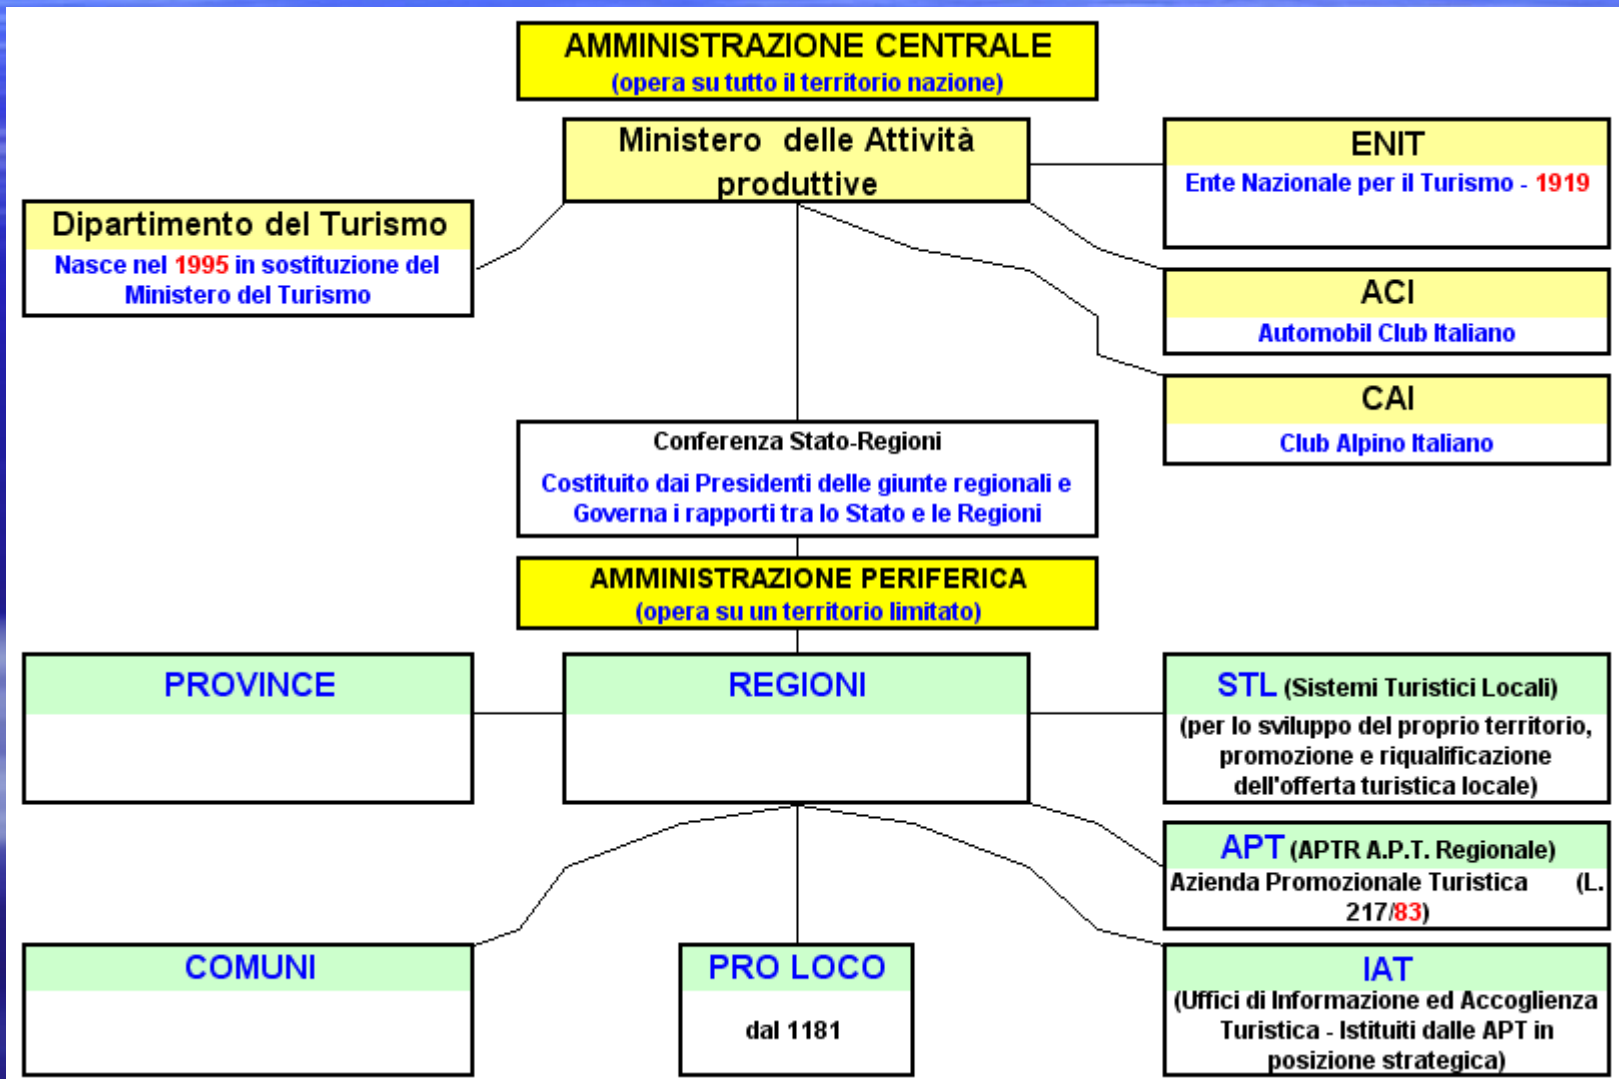 AMMINISTRAZIONE CENTRALE
(opera su tutto il territorio nazione)
Ministero delle Attività
produttive
ENIT
Ente Nazionale per il Turismo - 1919
Dipartimento del Turismo
Nasce nel 1995 in sostituzione del
Ministero del Turismo
ACI
Automobil Club Italiano
CAI
Club Alpino Italiano
Conferenza Stato-Regioni
Costituito dai Presidenti delle giunte regionali e
Governa i rapporti tra lo Stato e le Regioni
AMMINISTRAZIONE PERIFERICA
(opera su un territorio limitato)
PROVINCE
REGIONI
STL (Sistemi Turistici Locali)
(per lo sviluppo del proprio territorio,
promozione e riqualificazione
dell'offerta turistica locale)
APT (APTR A.P.T. Regionale)
Azienda Promozionale Turistica (L.
217/83)
COMUNI
PRO LOCO
dal 1181
IAT
(Uffici di Informazione ed Accoglienza
Turistica - Istituiti dalle APT in
posizione strategica)